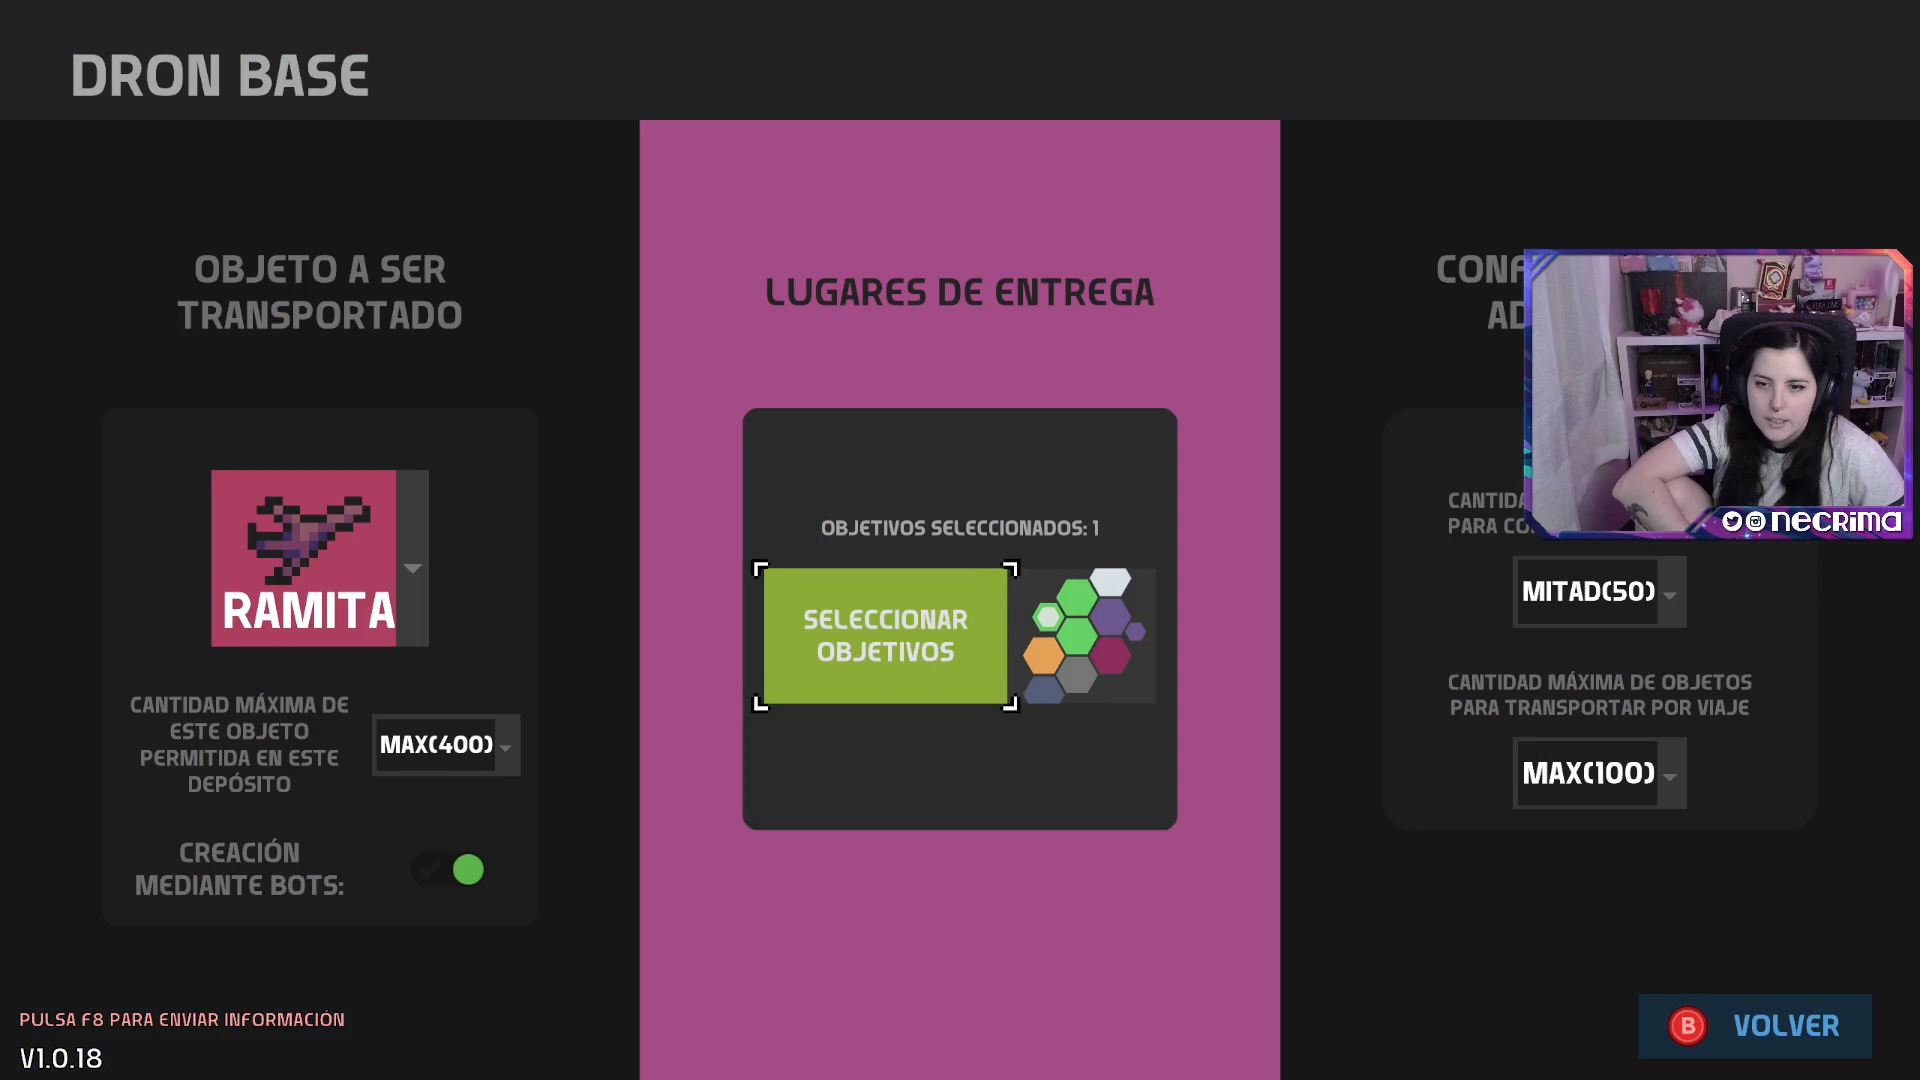 DRON BASE
OBJETO A SER
TRANSPORTADO
RAMITA
CANTIDAD MÁXIMA DE
ESTE OBJETO
PERMITIDA EN ESTE
DEPÓSITO
MAX(400)
CREACIÓN
MEDIANTE BOTS:
LUGARES DE ENTREGA
OBJETIVOS SELECCIONADOS: 1
SELECCIONAR
OBJETIVOS
necrima
MITAD(50)
CANTIDAD MÁXIMA DE OBJETOS
PARA TRANSPORTAR POR VIAJE
MAX(100)
PULSA F8 PARA ENVIAR INFORMACIÓN
V1.0.18
B VOLVER